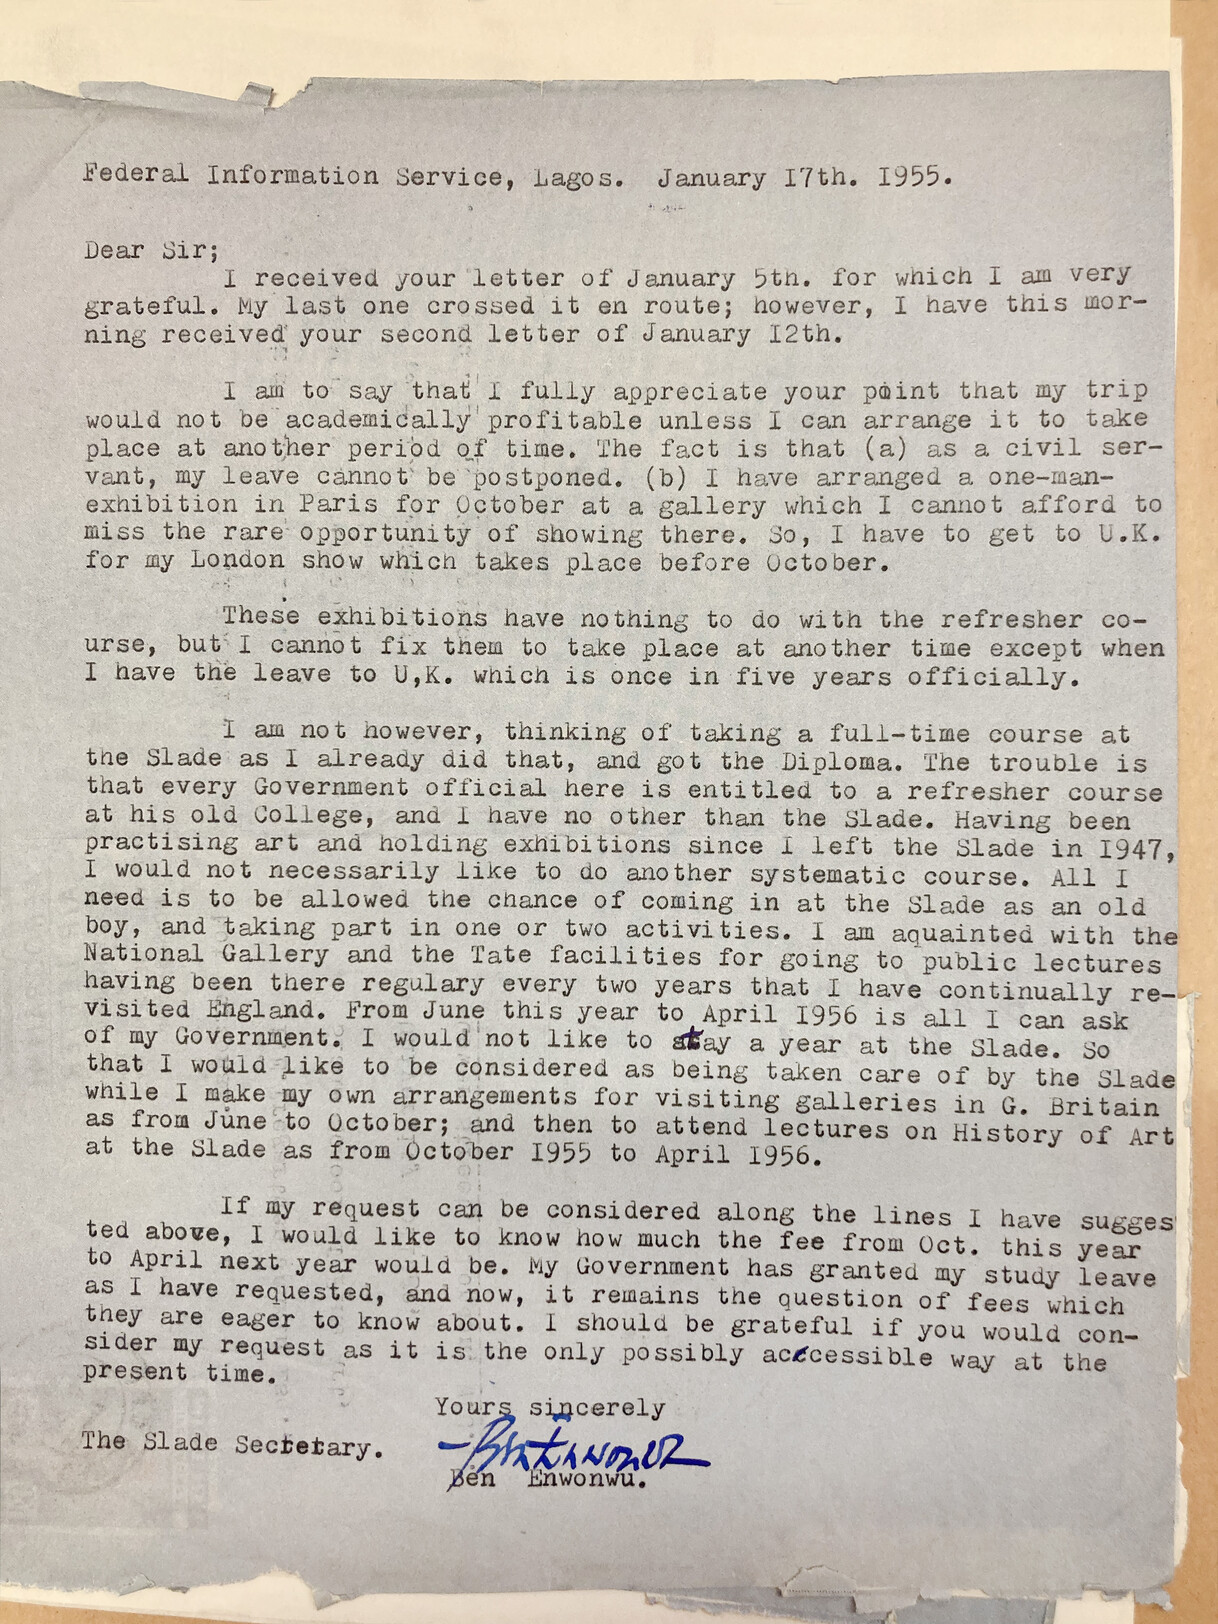 Federal Information Service, Lagos. January 17th. 1955.
Dear Sir;
I received your letter of January 5th. for which I am very
grateful. My last one crossed it en route; however, I have this mor-
ning received your second letter of January 12th.
I am to say that I fully appreciate your point that my trip
would not be academically profitable unless I can arrange it to take
place at another period of time. The fact is that (a) as a civil ser-
vant, my leave cannot be postponed. (b) I have arranged a one-man-
exhibition in Paris for October at a gallery which I cannot afford to
miss the rare opportunity of showing there. So, I have to get to U.K.
for my London show which takes place before October.
These exhibitions have nothing to do with the refresher co-
urse, but I cannot fix them to take place at another time except when
I have the leave to U,K. which is once in five years officially.
I am not however, thinking of taking a full-time course at
the Slade as I already did that, and got the Diploma. The trouble is
that every Government official here is entitled to a refresher course
at his old College, and I have no other than the Slade. Having been
practising art and holding exhibitions since I left the Slade in 1947,
I would not necessarily like to do another systematic course. All I
need is to be allowed the chance of coming in at the Slade as an old
boy, and taking part in one or two activities. I am aquainted with the
National Gallery and the Tate facilities for going to public lectures
having been there regulary every two years that I have continually re-
visited England. From June this year to April 1956 is all I can ask
of my Government. I would not like to stay a year at the Slade. So
that I would like to be considered as being taken care of by the Slade
while I make my own arrangements for visiting galleries in G. Britain
as from June to October; and then to attend lectures on History of Art
at the Slade as from October 1955 to April 1956.
If my request can be considered along the lines I have sugges
ted above, I would like to know how much the fee from Oct. this year
to April next year would be. My Government has granted my study leave
as I have requested, and now, it remains the question of fees which
they are eager to know about. I should be grateful if you would con-
sider my request as it is the only possibly accessible way at the
present time.
Yours sincerely
The Slade Secretary.
Ben Enwonwu
Ben Enwonwu.